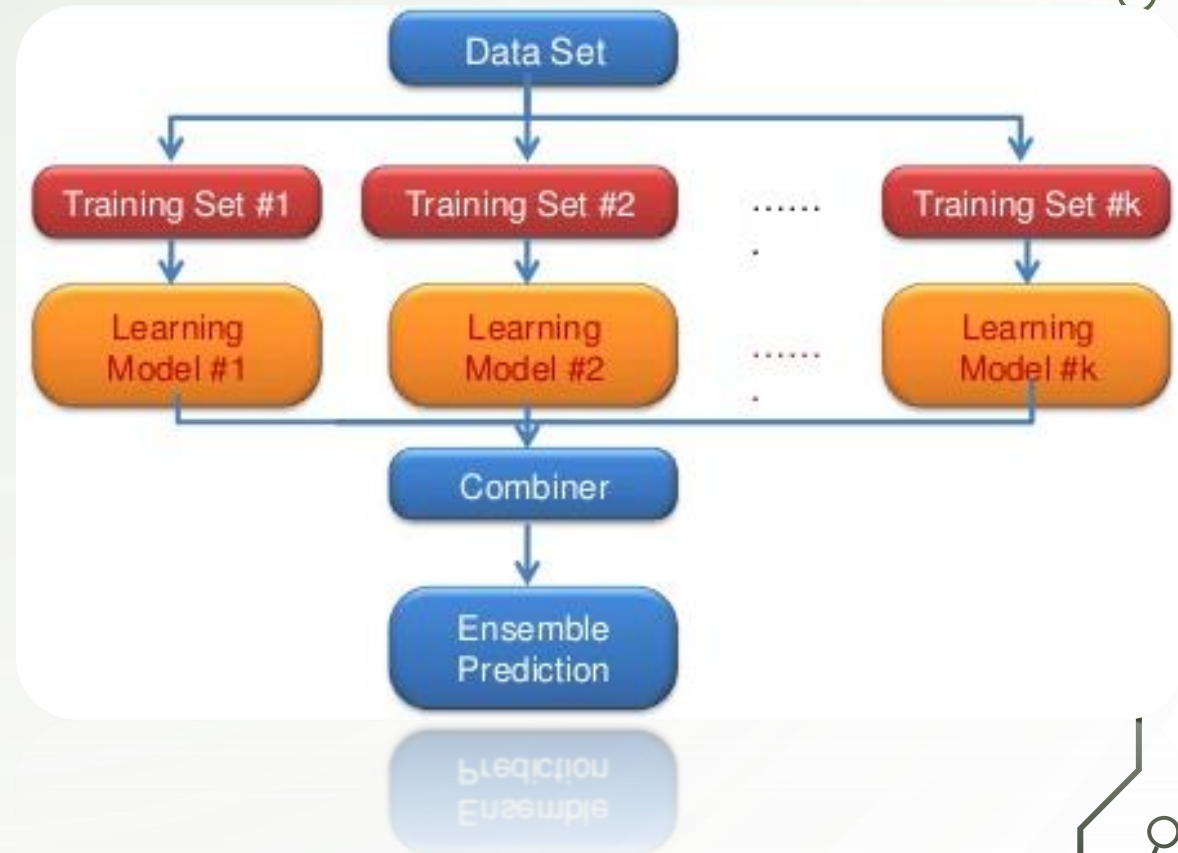 Data Set
Training Set #1
Training Set #2
......
.
Training Set #k
Learning
Model #1
Learning
Model #2
......
.
Learning
Model #k
Combiner
Ensemble
Prediction